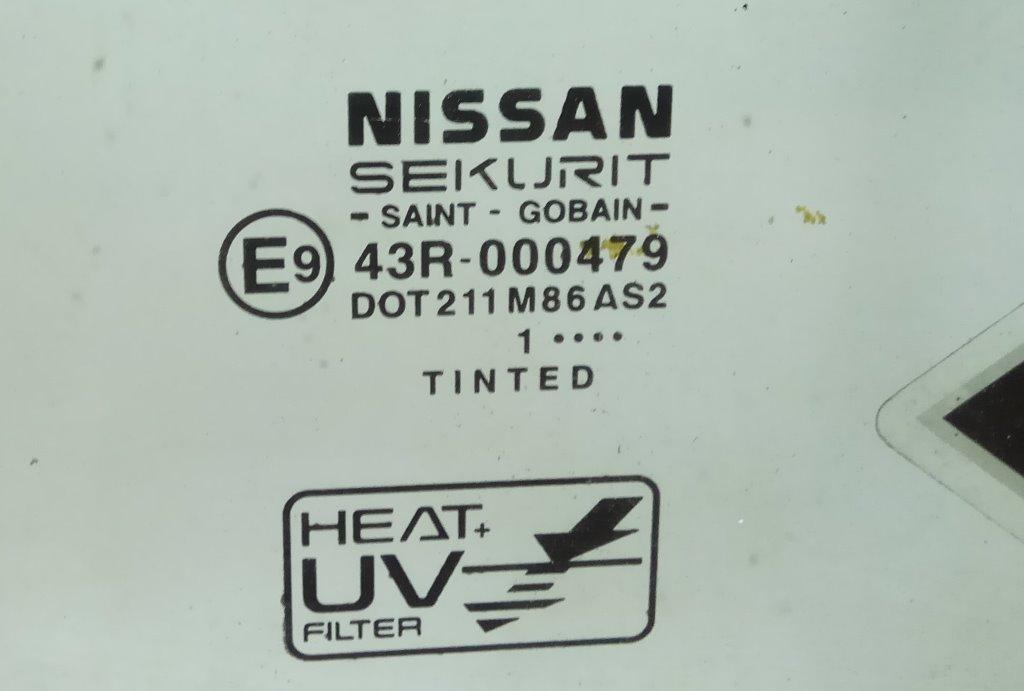 NISSAN
SEKURIT
- SAINT - GOBAIN -
E9 43R-000479
DOT 211 M86 AS2
1 ••••
TINTED
HEAT+
UV
FILTER